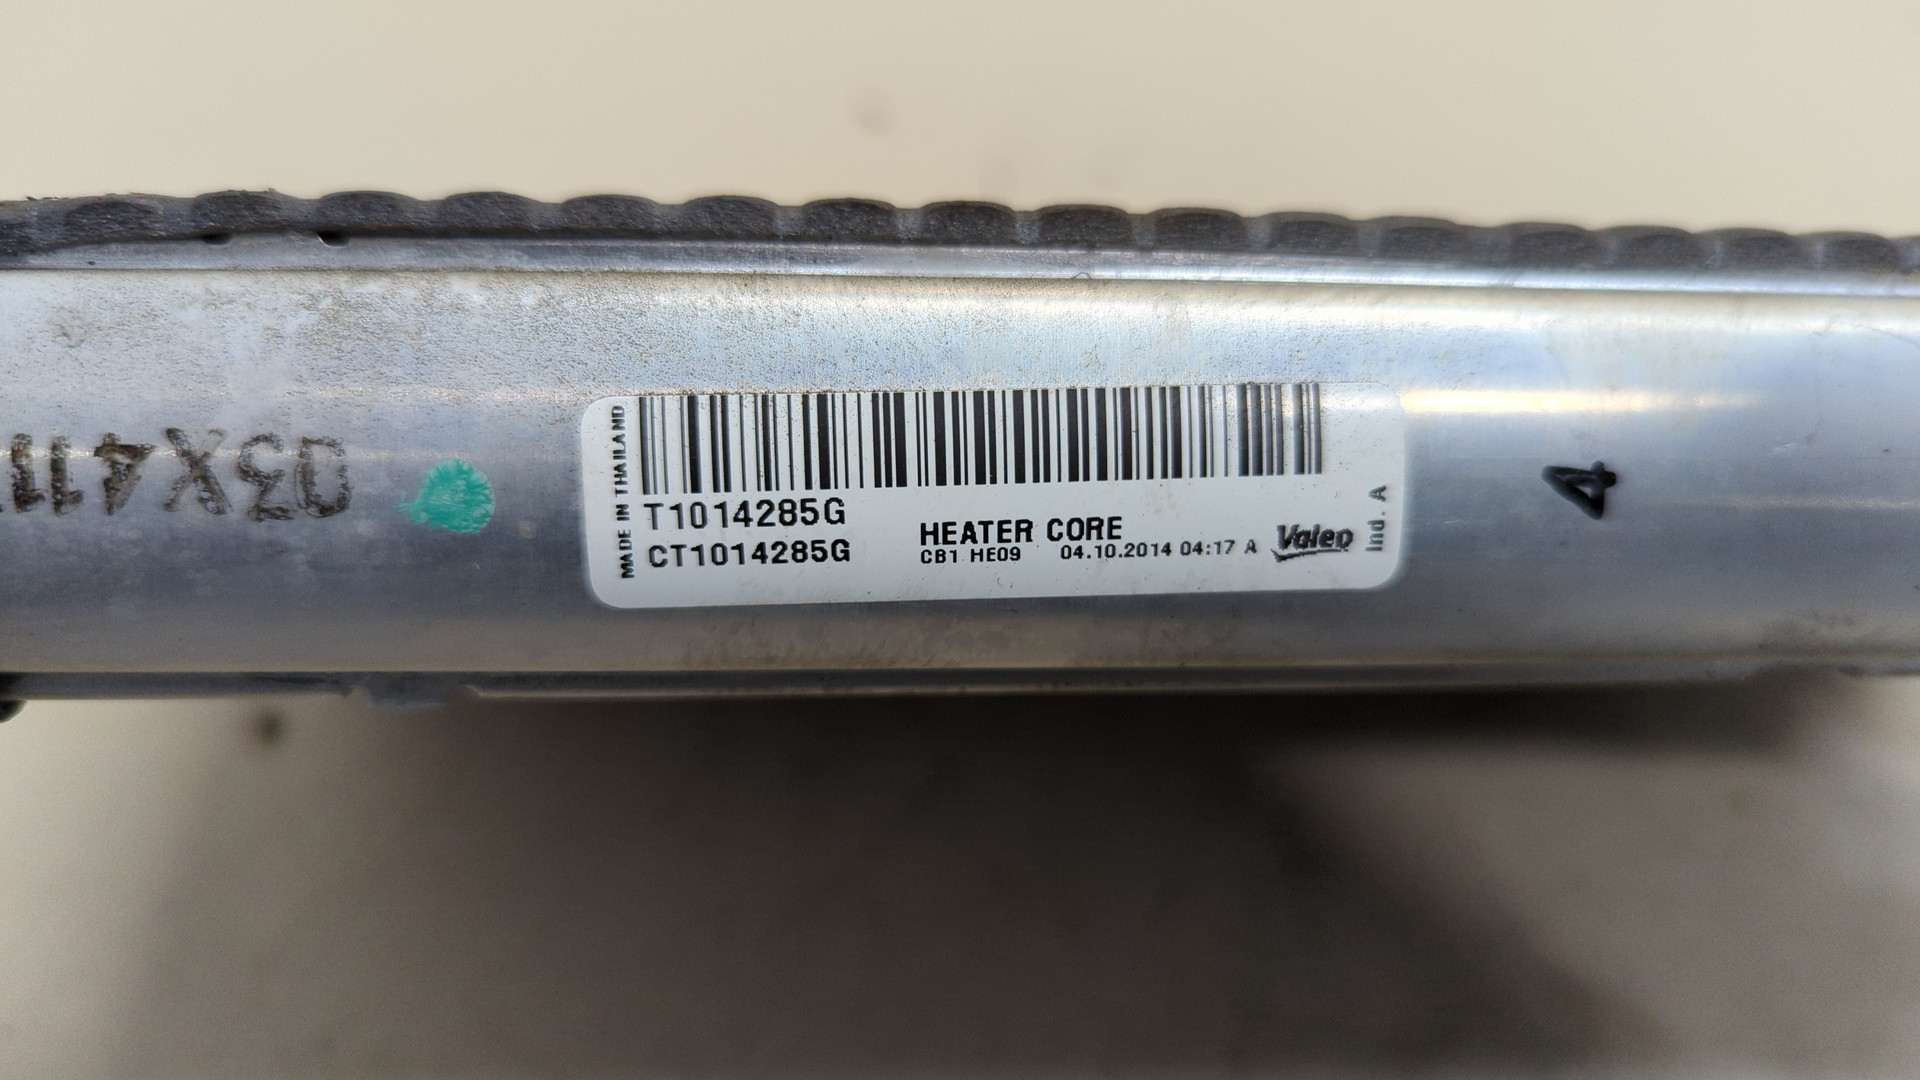 MADE IN THAILAND
T1014285G
CT1014285G
HEATER CORE
CB1 HE09 04.10.2014 04:17 A
Valeo
Ind. A
4